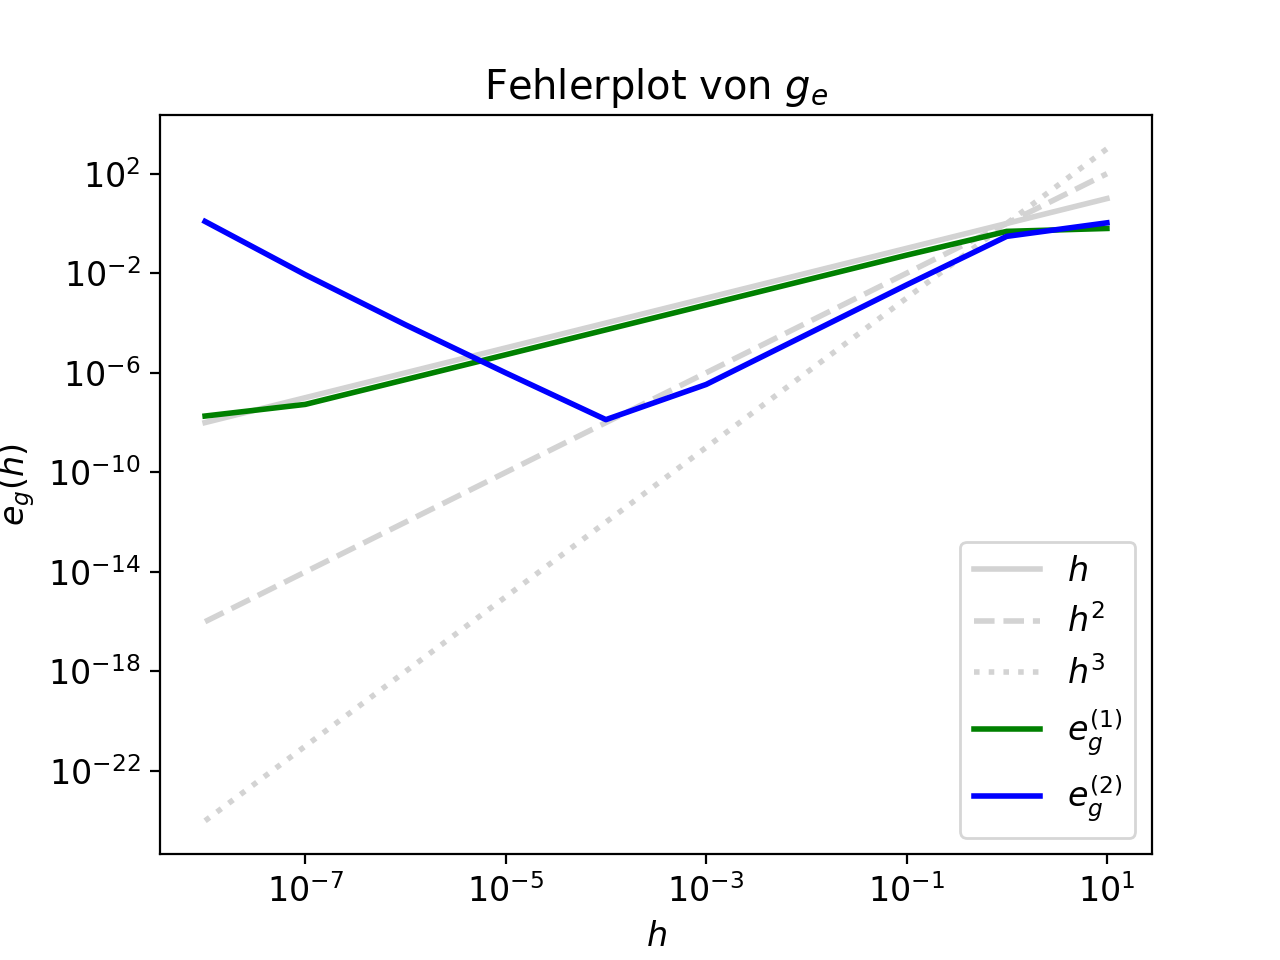 Fehlerplot von $g_e$
$10^2$
$10^{-2}$
$10^{-6}$
$10^{-10}$
$10^{-14}$
$10^{-18}$
$10^{-22}$
$e_g(h)$
$h$
$h^2$
$h^3$
$e_g^{(1)}$
$e_g^{(2)}$
$10^{-7}$ $10^{-5}$ $10^{-3}$ $10^{-1}$ $10^1$
$h$